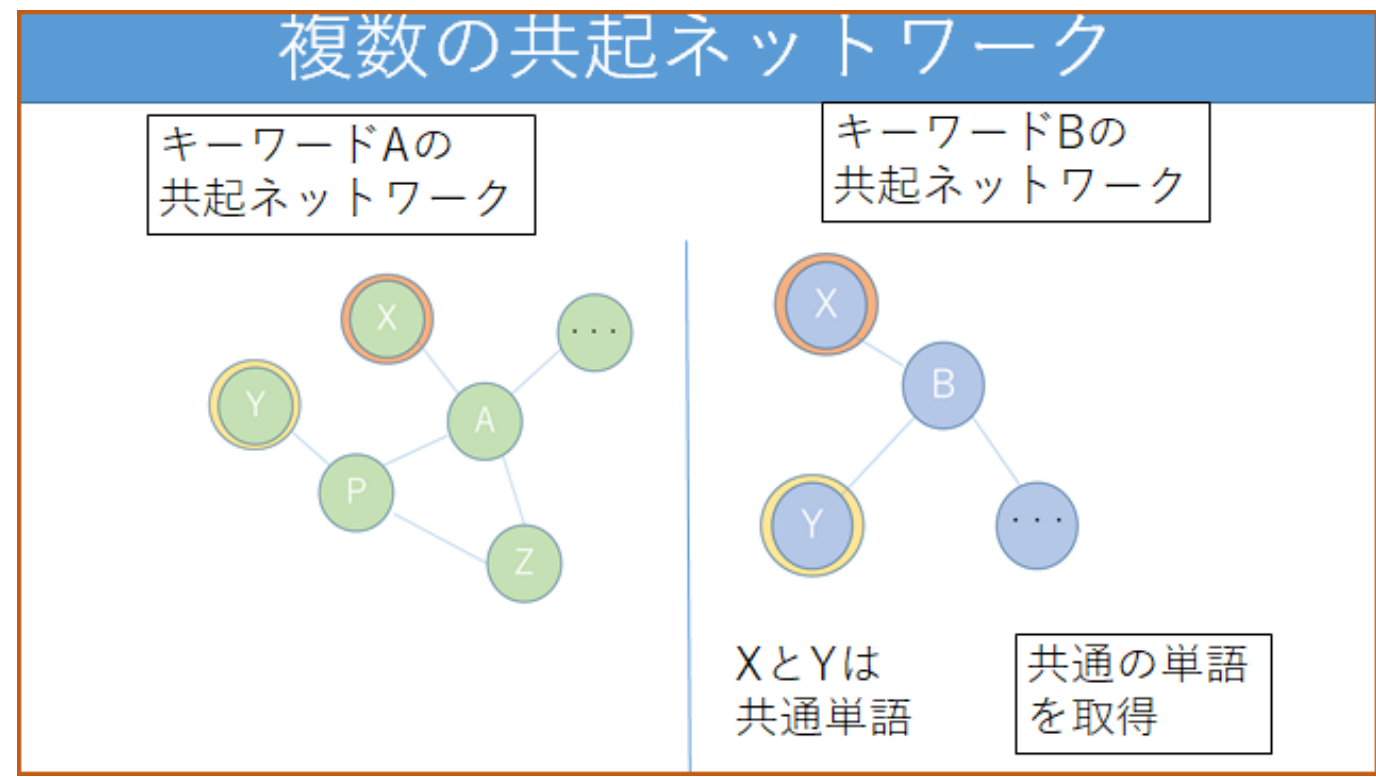 複数の共起ネットワーク
キーワードAの
共起ネットワーク
X
・・・
Y
A
P
Z
キーワードBの
共起ネットワーク
X
B
Y
・・・
XとYは
共通単語
共通の単語
を取得